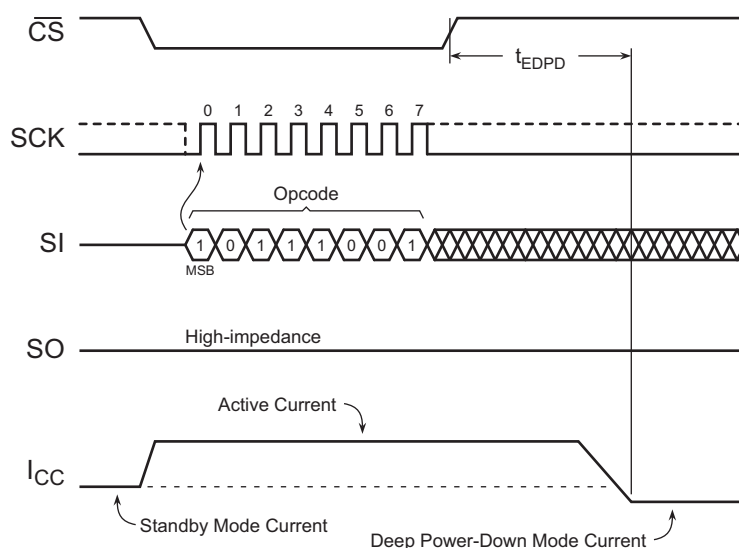 CS
tEDPD
0 1 2 3 4 5 6 7
SCK
Opcode
SI
1 0 1 1 1 0 0 1
MSB
High-impedance
SO
Active Current
ICC
Standby Mode Current
Deep Power-Down Mode Current